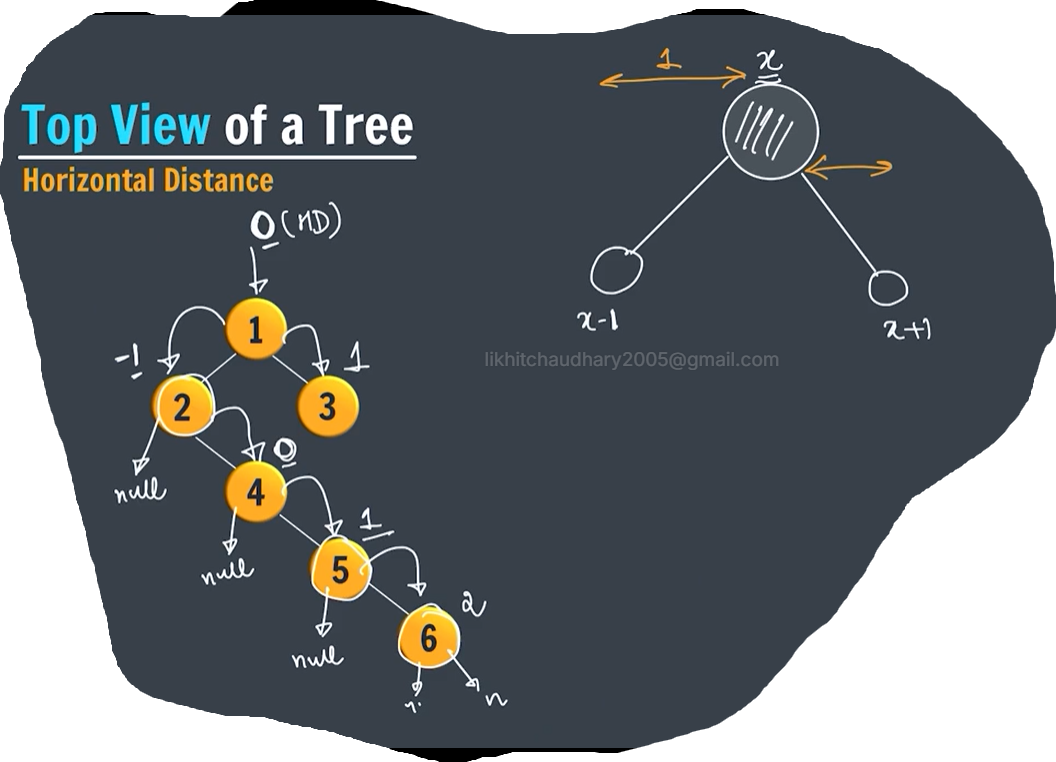 Top View of a Tree
Horizontal Distance
0 (HD)
1
-1
2
3
1
null
0
4
null
1
5
null
2
6
n
n
1
x
x-1
x+1
likhitchaudhary2005@gmail.com